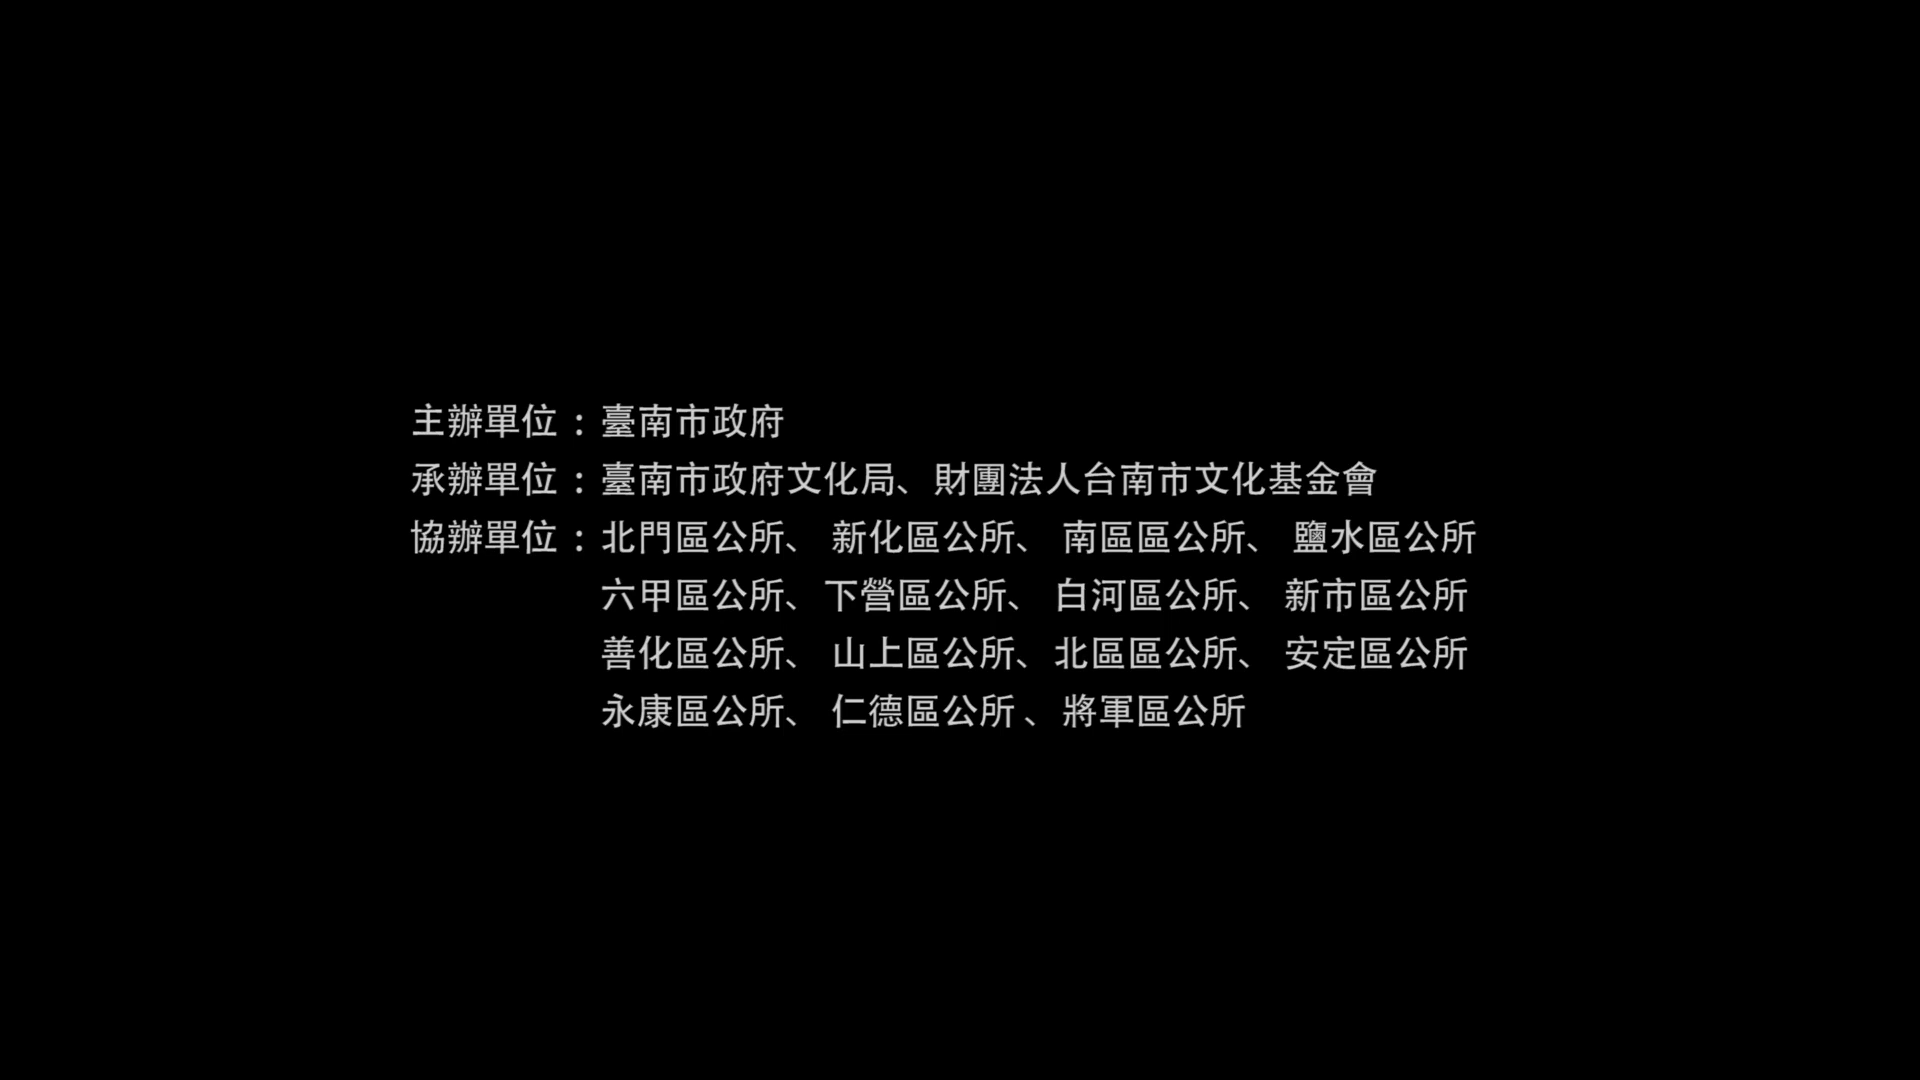 主辦單位：臺南市政府
承辦單位：臺南市政府文化局、財團法人台南市文化基金會
協辦單位：北門區公所、 新化區公所、 南區區公所、 鹽水區公所
六甲區公所、下營區公所、 白河區公所、 新市區公所
善化區公所、 山上區公所、北區區公所、 安定區公所
永康區公所、 仁德區公所、將軍區公所